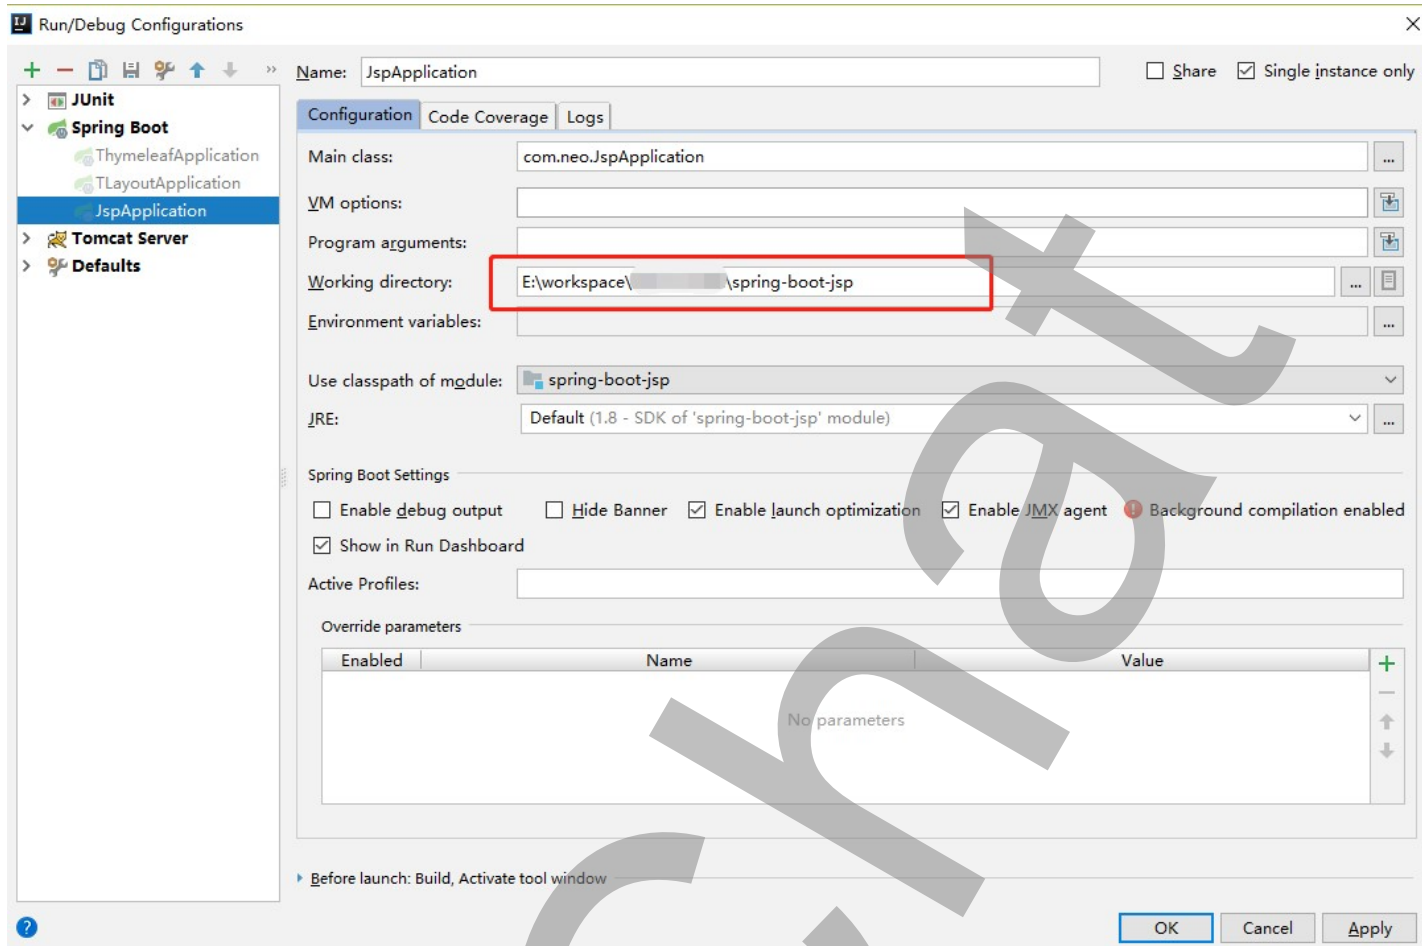 Run/Debug Configurations
Name: JspApplication
Share
Single instance only
JUnit
Spring Boot
ThymeleafApplication
TLayoutApplication
JspApplication
Tomcat Server
Defaults
Configuration
Code Coverage
Logs
Main class: com.neo.JspApplication ...
VM options:
Program arguments:
Working directory: E:\workspace\ \spring-boot-jsp ...
Environment variables: ...
Use classpath of module: spring-boot-jsp
JRE: Default (1.8 - SDK of 'spring-boot-jsp' module) ...
Spring Boot Settings
Enable debug output
Hide Banner
Enable launch optimization
Enable JMX agent
Background compilation enabled
Show in Run Dashboard
Active Profiles:
Override parameters
Enabled Name Value
No parameters
Before launch: Build, Activate tool window
OK Cancel Apply
chat